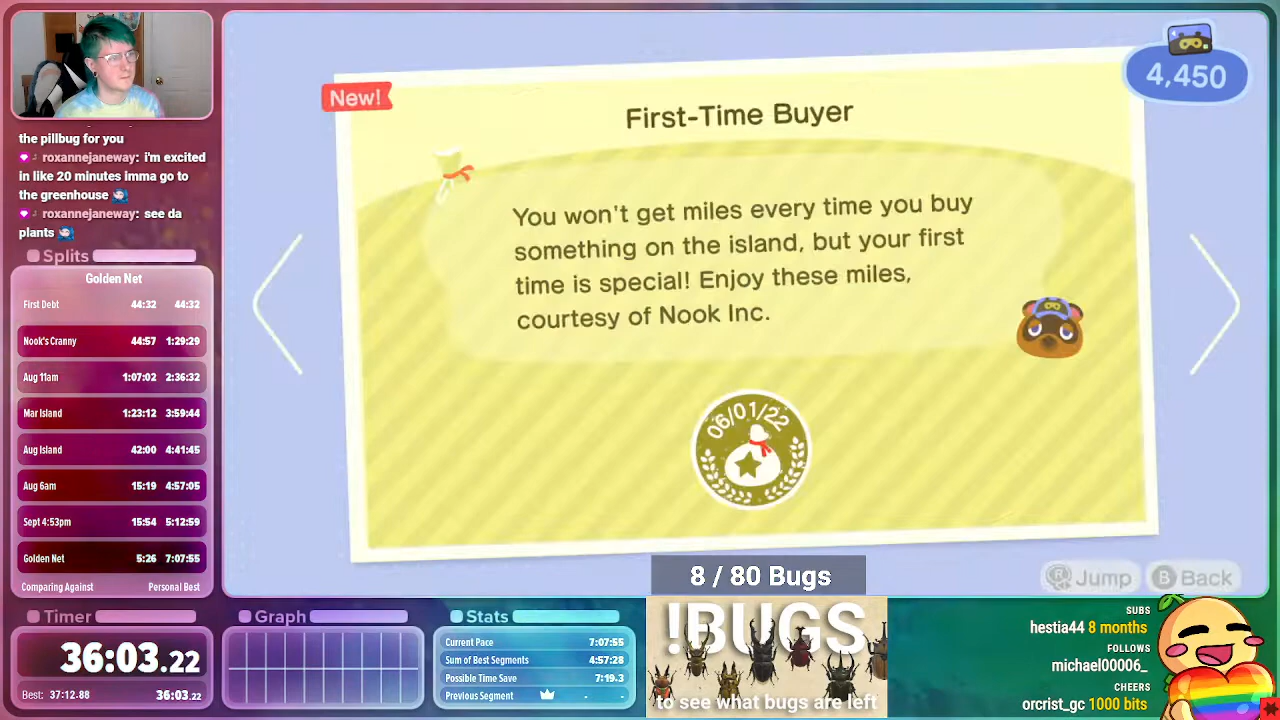 the pillbug for you
roxannejaneway: i'm excited
in like 20 minutes imma go to
the greenhouse
roxannejaneway: see da
plants
Splits
Golden Net
First Debt 44:32 44:32
Nook's Cranny 44:57 1:29:29
Aug 11am 1:07:02 2:36:32
Mar Island 1:23:12 3:59:44
Aug Island 42:00 4:41:45
Aug 6am 15:19 4:57:05
Sept 4:53pm 15:54 5:12:59
Golden Net 5:26 7:07:55
Comparing Against Personal Best
Timer
36:03.22
Best: 37-12.88 36:03.22
New!
First-Time Buyer
4,450
You won't get miles every time you buy
something on the island, but your first
time is special! Enjoy these miles,
courtesy of Nook Inc.
06/01/22
R Jump B Back
Graph
Stats
Current Pace 7:07:55
Sum of Best Segments 4:57:28
Possible Time Save 7:19.3
Previous Segment - -
8 / 80 Bugs
!BUGS
to see what bugs are left
SUBS
hestia44 8 months
FOLLOWS
michael00006_
CHEERS
orcrist_gc 1000 bits